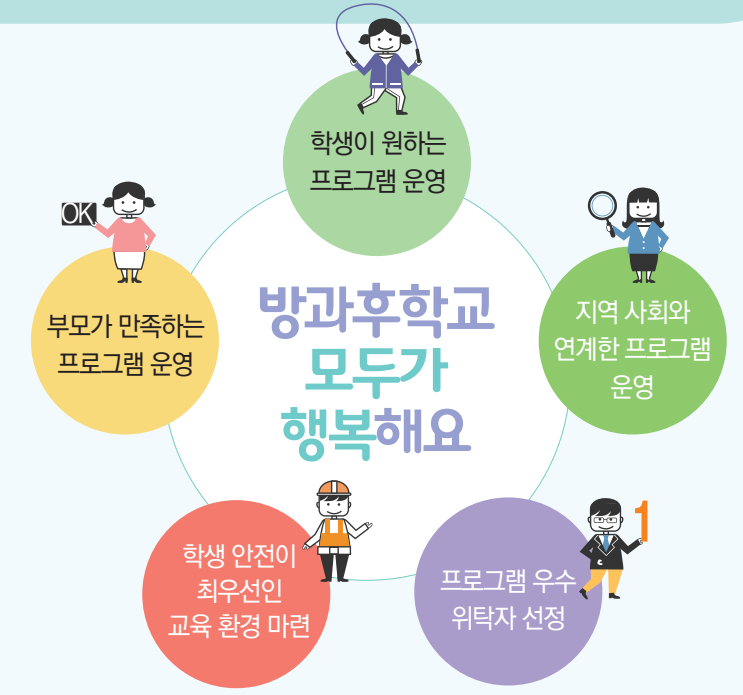 학생이 원하는
프로그램 운영
OK
부모가 만족하는
프로그램 운영
방과후학교
모두가
행복해요
지역 사회와
연계한 프로그램
운영
학생 안전이
최우선인
교육 환경 마련
프로그램 우수
위탁자 선정
1